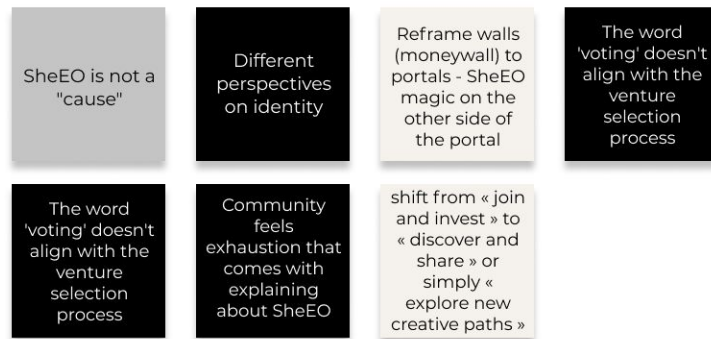 SheEO is not a
"cause"
Different
perspectives
on identity
Reframe walls
(moneywall) to
portals - SheEO
magic on the
other side of
the portal
The word
'voting' doesn't
align with the
venture
selection
process
The word
'voting' doesn't
align with the
venture
selection
process
Community
feels
exhaustion that
comes with
explaining
about SheEO
shift from « join
and invest » to
« discover and
share » or
simply «
explore new
creative paths »